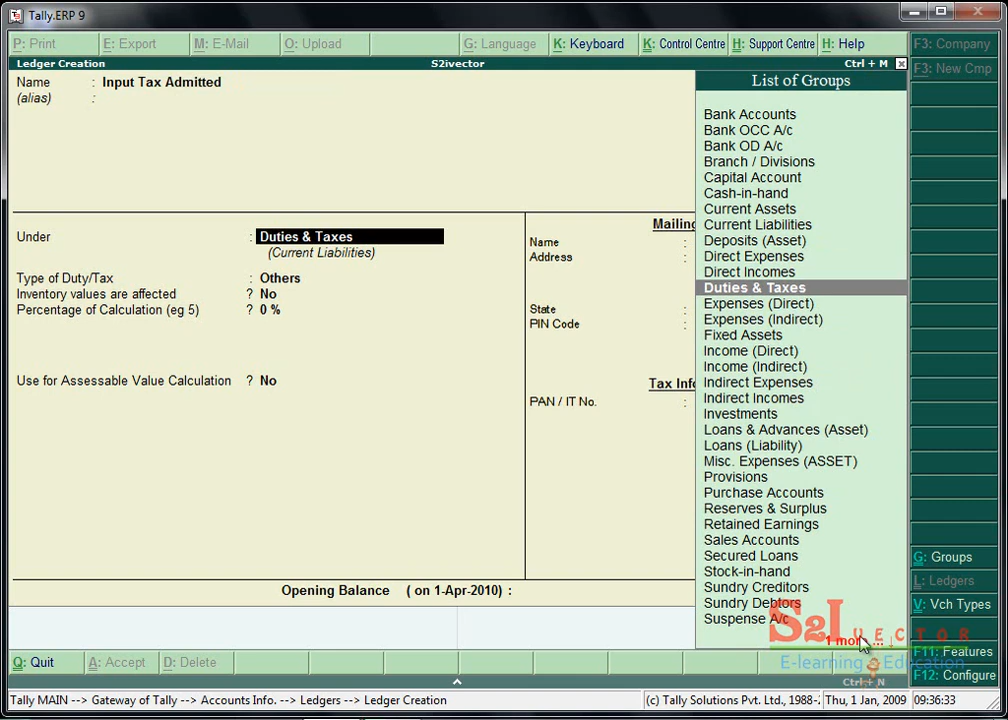 Tally.ERP 9
P: Print
E: Export
M: E-Mail
O: Upload
G: Language
K: Keyboard
K: Control Centre
H: Support Centre
H: Help
F3: Company
F3: New Cmp
Ledger Creation
S2ivector
Ctrl + M
Name : Input Tax Admitted
(alias) :
Under : Duties & Taxes
(Current Liabilities)
Type of Duty/Tax : Others
Inventory values are affected ? No
Percentage of Calculation (eg 5) ? 0 %
Use for Assessable Value Calculation ? No
Mailing
Name :
Address :
State :
PIN Code :
Tax Info
PAN / IT No. :
Opening Balance ( on 1-Apr-2010) :
List of Groups
Bank Accounts
Bank OCC A/c
Bank OD A/c
Branch / Divisions
Capital Account
Cash-in-hand
Current Assets
Current Liabilities
Deposits (Asset)
Direct Expenses
Direct Incomes
Duties & Taxes
Expenses (Direct)
Expenses (Indirect)
Fixed Assets
Income (Direct)
Income (Indirect)
Indirect Expenses
Indirect Incomes
Investments
Loans & Advances (Asset)
Loans (Liability)
Misc. Expenses (ASSET)
Provisions
Purchase Accounts
Reserves & Surplus
Retained Earnings
Sales Accounts
Secured Loans
Stock-in-hand
Sundry Creditors
Sundry Debtors
Suspense A/c
1 more ... ↓
S2I VECTOR
E-learning Education
G: Groups
L: Ledgers
V: Vch Types
F11: Features
F12: Configure
Q: Quit
A: Accept
D: Delete
Ctrl + N
Tally MAIN --> Gateway of Tally --> Accounts Info. --> Ledgers --> Ledger Creation
(c) Tally Solutions Pvt. Ltd., 1988-
Thu, 1 Jan, 2009
09:36:33